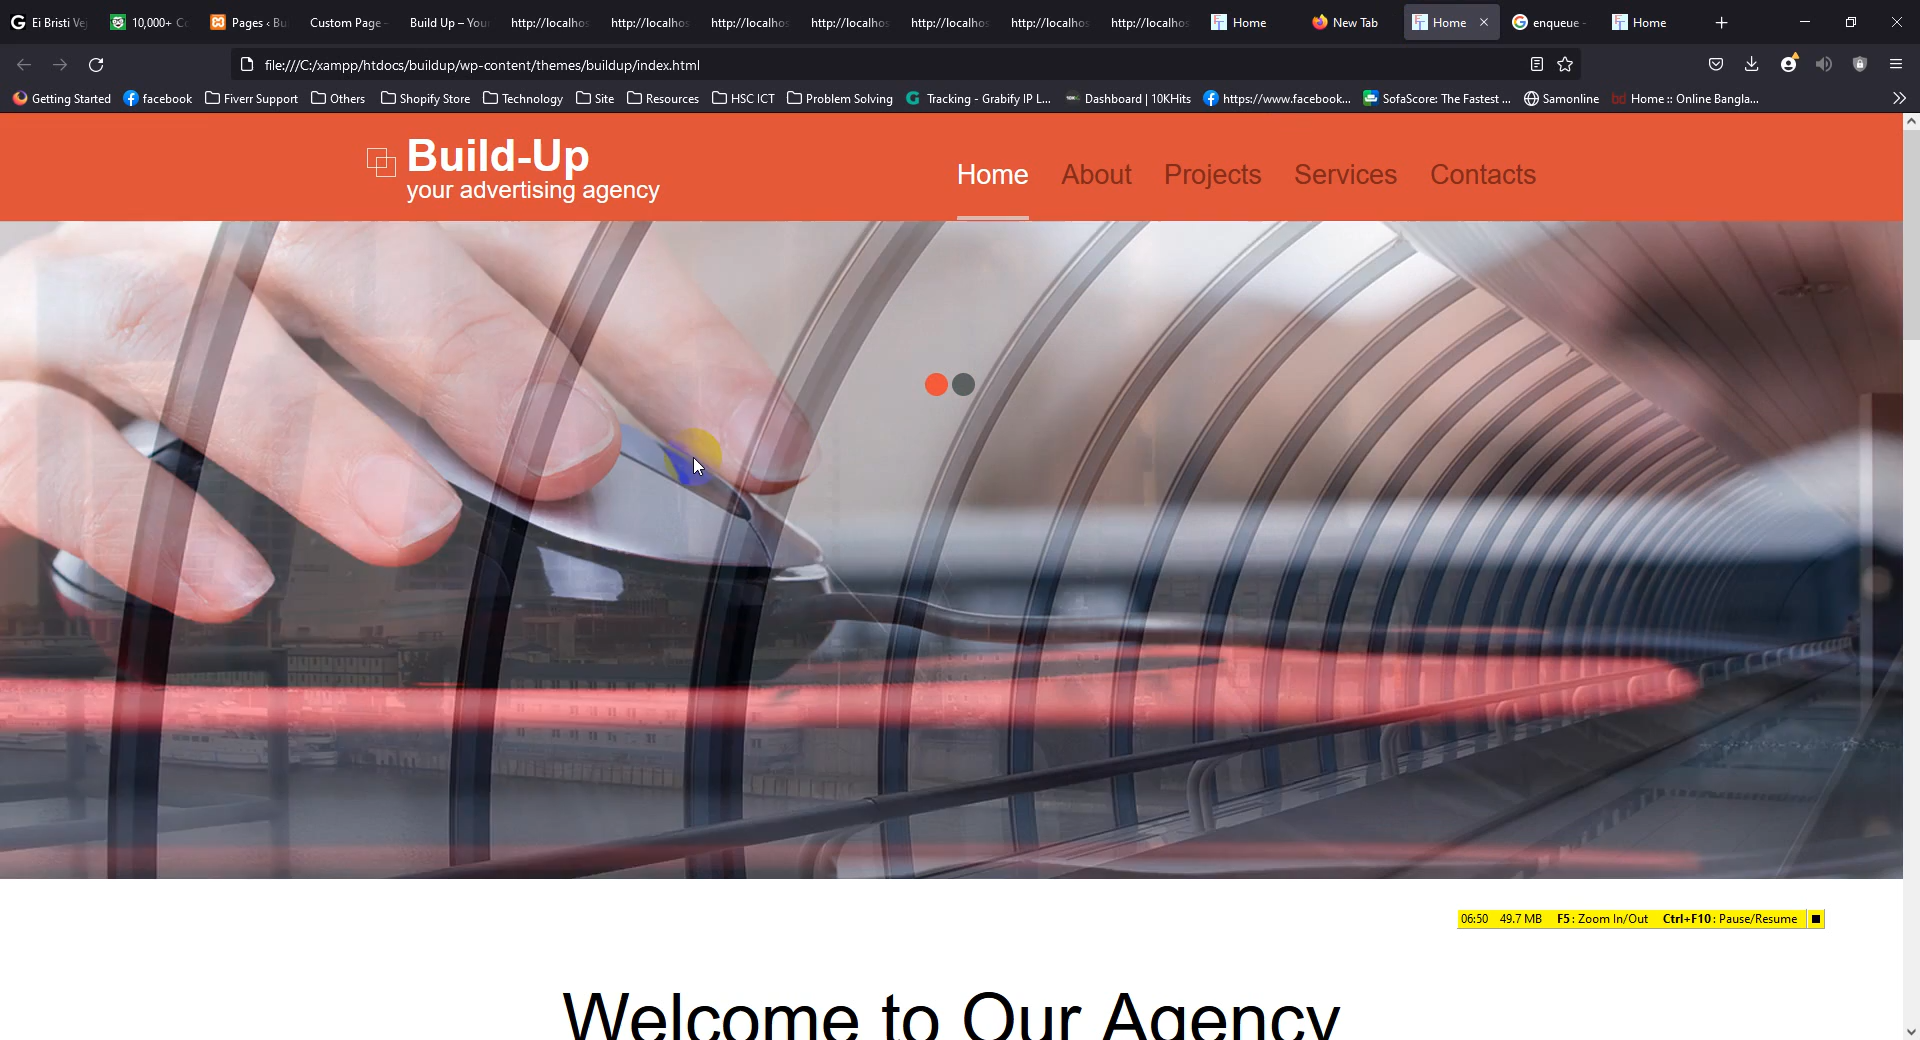 Ei Bristi Ve
10,000+ Co
Pages ‹ Bu
Custom Page -
Build Up – You
http://localhos
http://localhos
http://localhos
http://localhos
http://localhos
http://localhos
http://localhos
Home
New Tab
Home
enqueue -
Home
file:///C:/xampp/htdocs/buildup/wp-content/themes/buildup/index.html
Getting Started
facebook
Fiverr Support
Others
Shopify Store
Technology
Site
Resources
HSC ICT
Problem Solving
Tracking - Grabify IP L...
Dashboard | 10KHits
https://www.facebook...
SofaScore: The Fastest ...
Samonline
Home :: Online Bangla...
Build-Up
your advertising agency
Home About Projects Services Contacts
06:50 49.7 MB F5: Zoom In/Out Ctrl+F10: Pause/Resume
Welcome to Our Agency